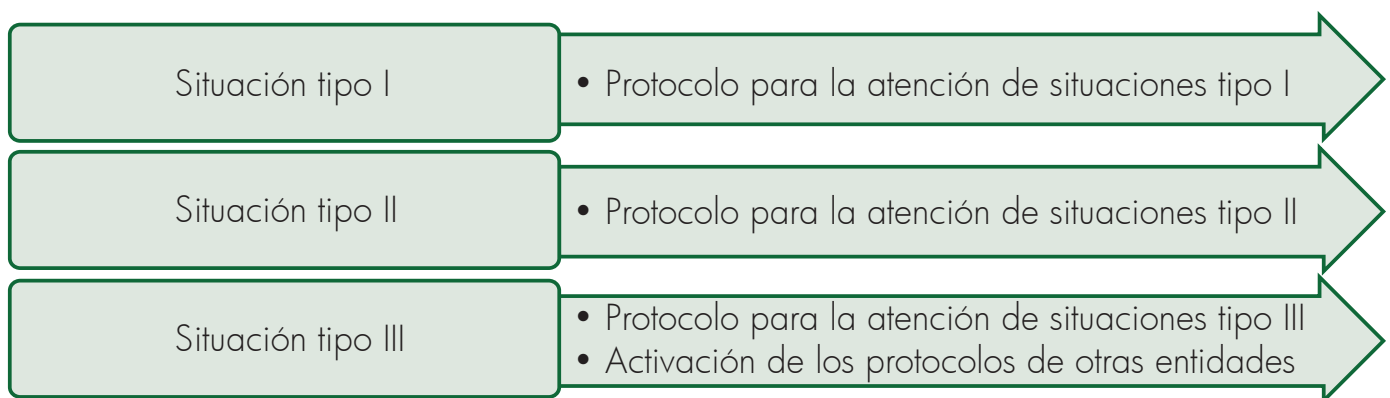 Situación tipo I
• Protocolo para la atención de situaciones tipo I
Situación tipo II
• Protocolo para la atención de situaciones tipo II
Situación tipo III
• Protocolo para la atención de situaciones tipo III
• Activación de los protocolos de otras entidades